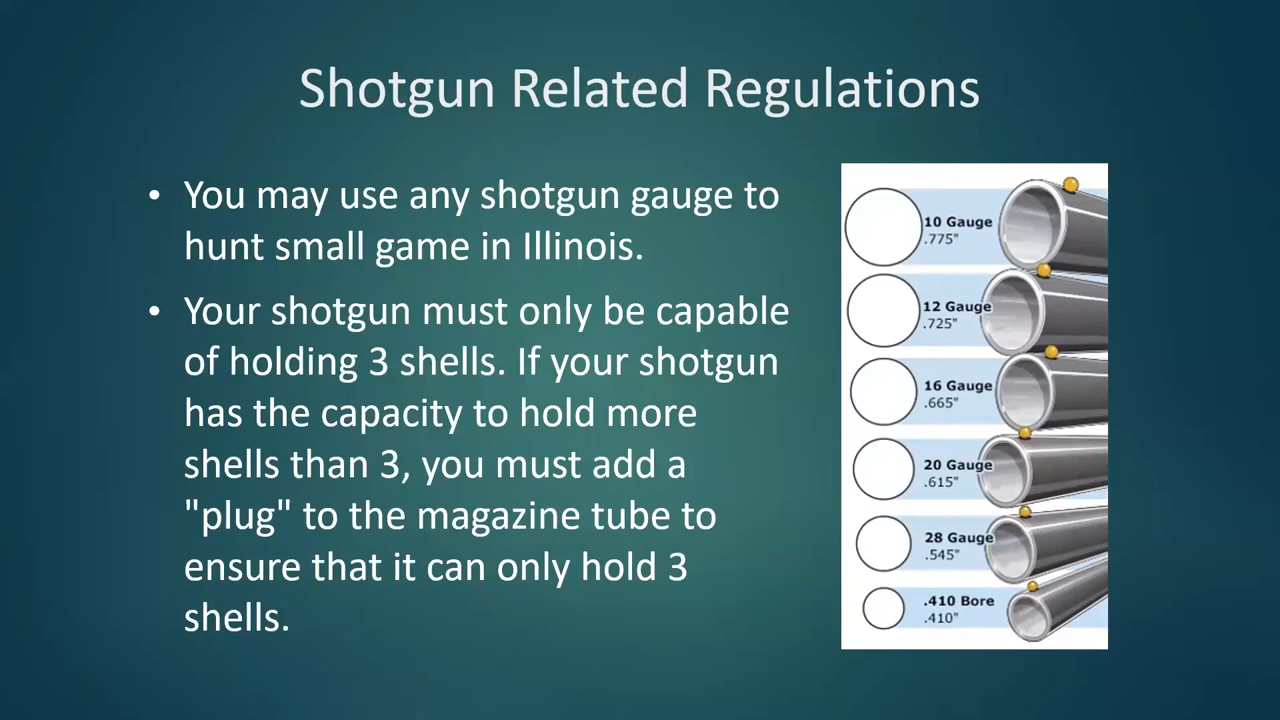 Shotgun Related Regulations
• You may use any shotgun gauge to
hunt small game in Illinois.
• Your shotgun must only be capable
of holding 3 shells. If your shotgun
has the capacity to hold more
shells than 3, you must add a
"plug" to the magazine tube to
ensure that it can only hold 3
shells.
10 Gauge
.775"
12 Gauge
.725"
16 Gauge
.665"
20 Gauge
.615"
28 Gauge
.545"
.410 Bore
.410"